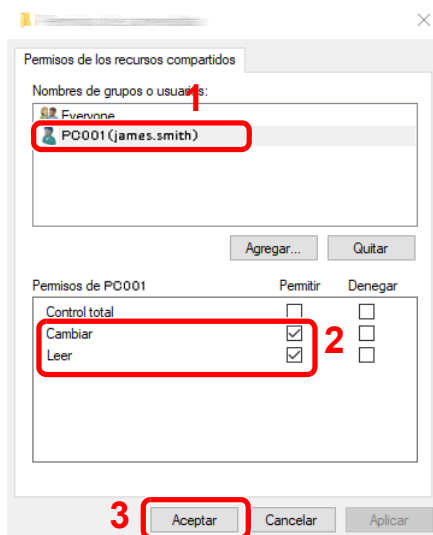 Permisos de los recursos compartidos
Nombres de grupos o usuarios:
1
Everyone
PC001(james.smith)
Agregar... Quitar
Permisos de PC001 Permitir Denegar
Control total
Cambiar
2
Leer
3 Aceptar Cancelar Aplicar